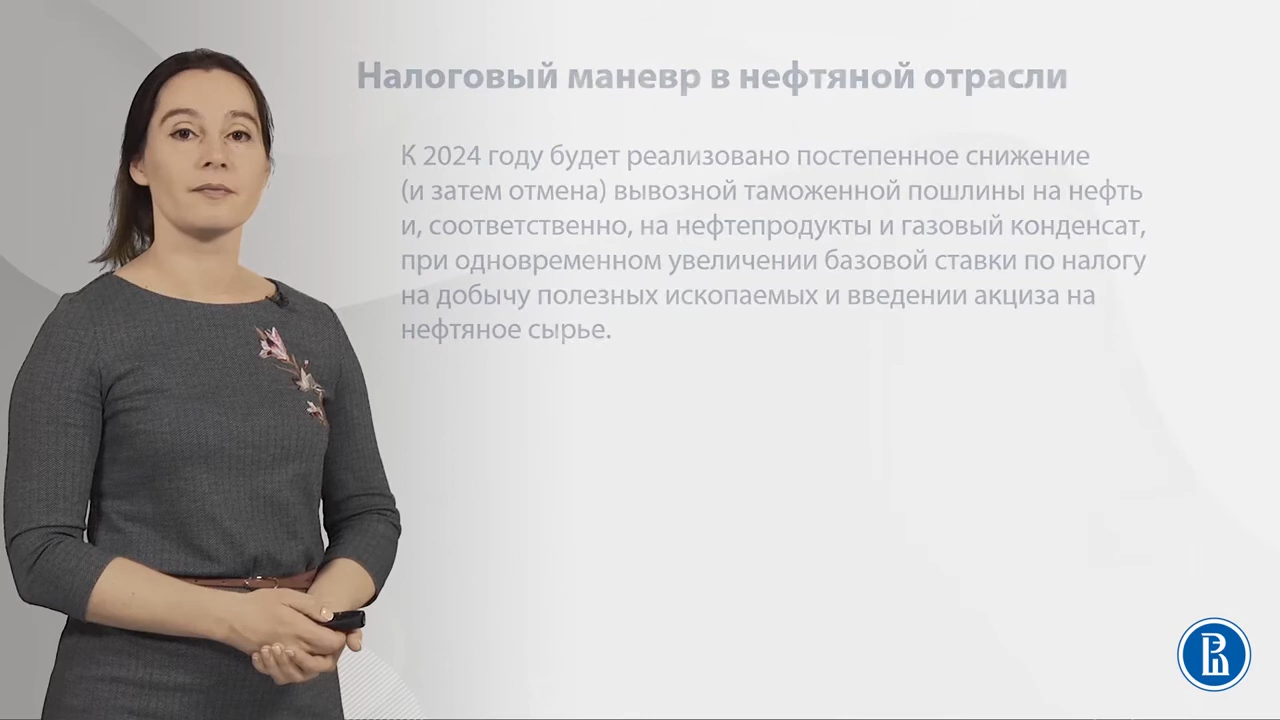 Налоговый маневр в нефтяной отрасли
К 2024 году будет реализовано постепенное снижение
(и затем отмена) вывозной таможенной пошлины на нефть
и, соответственно, на нефтепродукты и газовый конденсат,
при одновременном увеличении базовой ставки по налогу
на добычу полезных ископаемых и введении акциза на
нефтяное сырье.